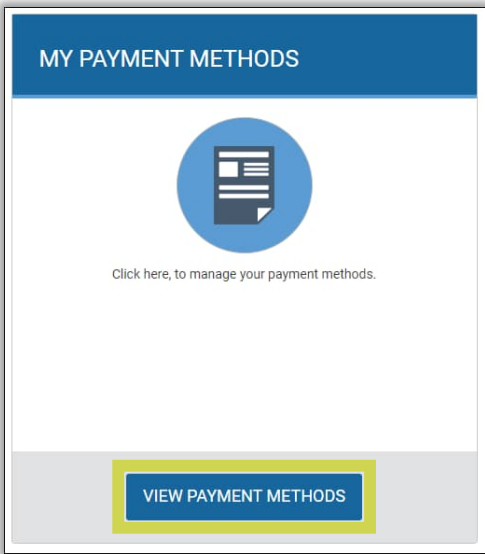 MY PAYMENT METHODS
Click here, to manage your payment methods.
VIEW PAYMENT METHODS